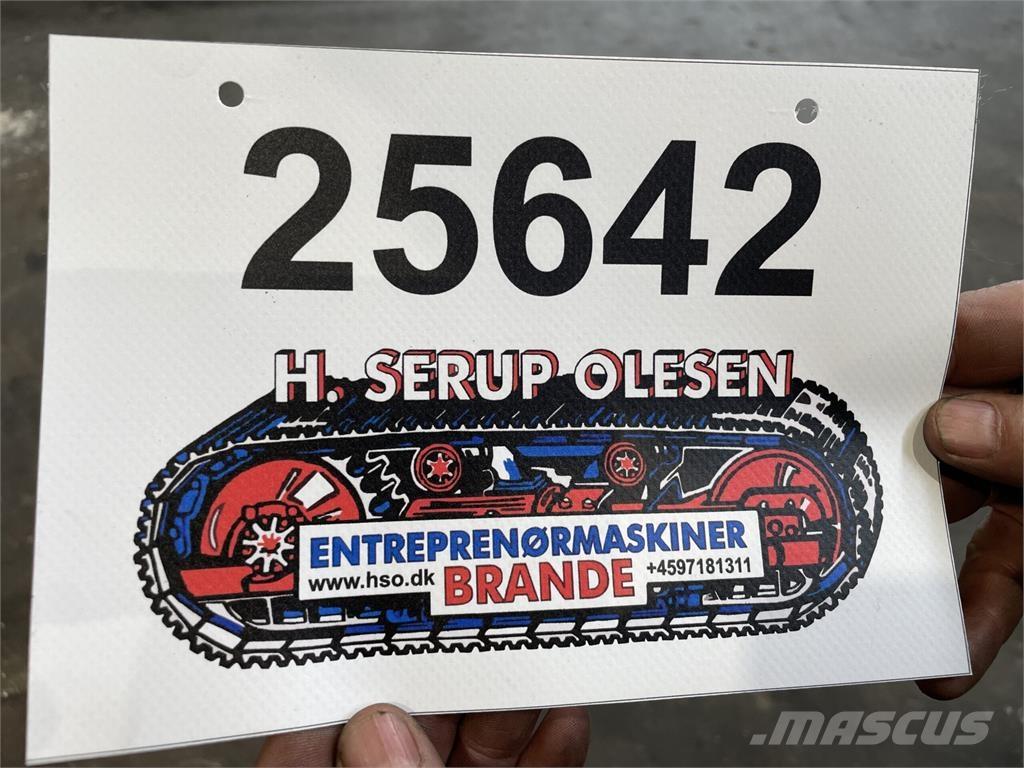 25642
H. SERUP OLESEN
ENTREPRENØRMASKINER
www.hso.dk BRANDE +4597181311
MASCUS